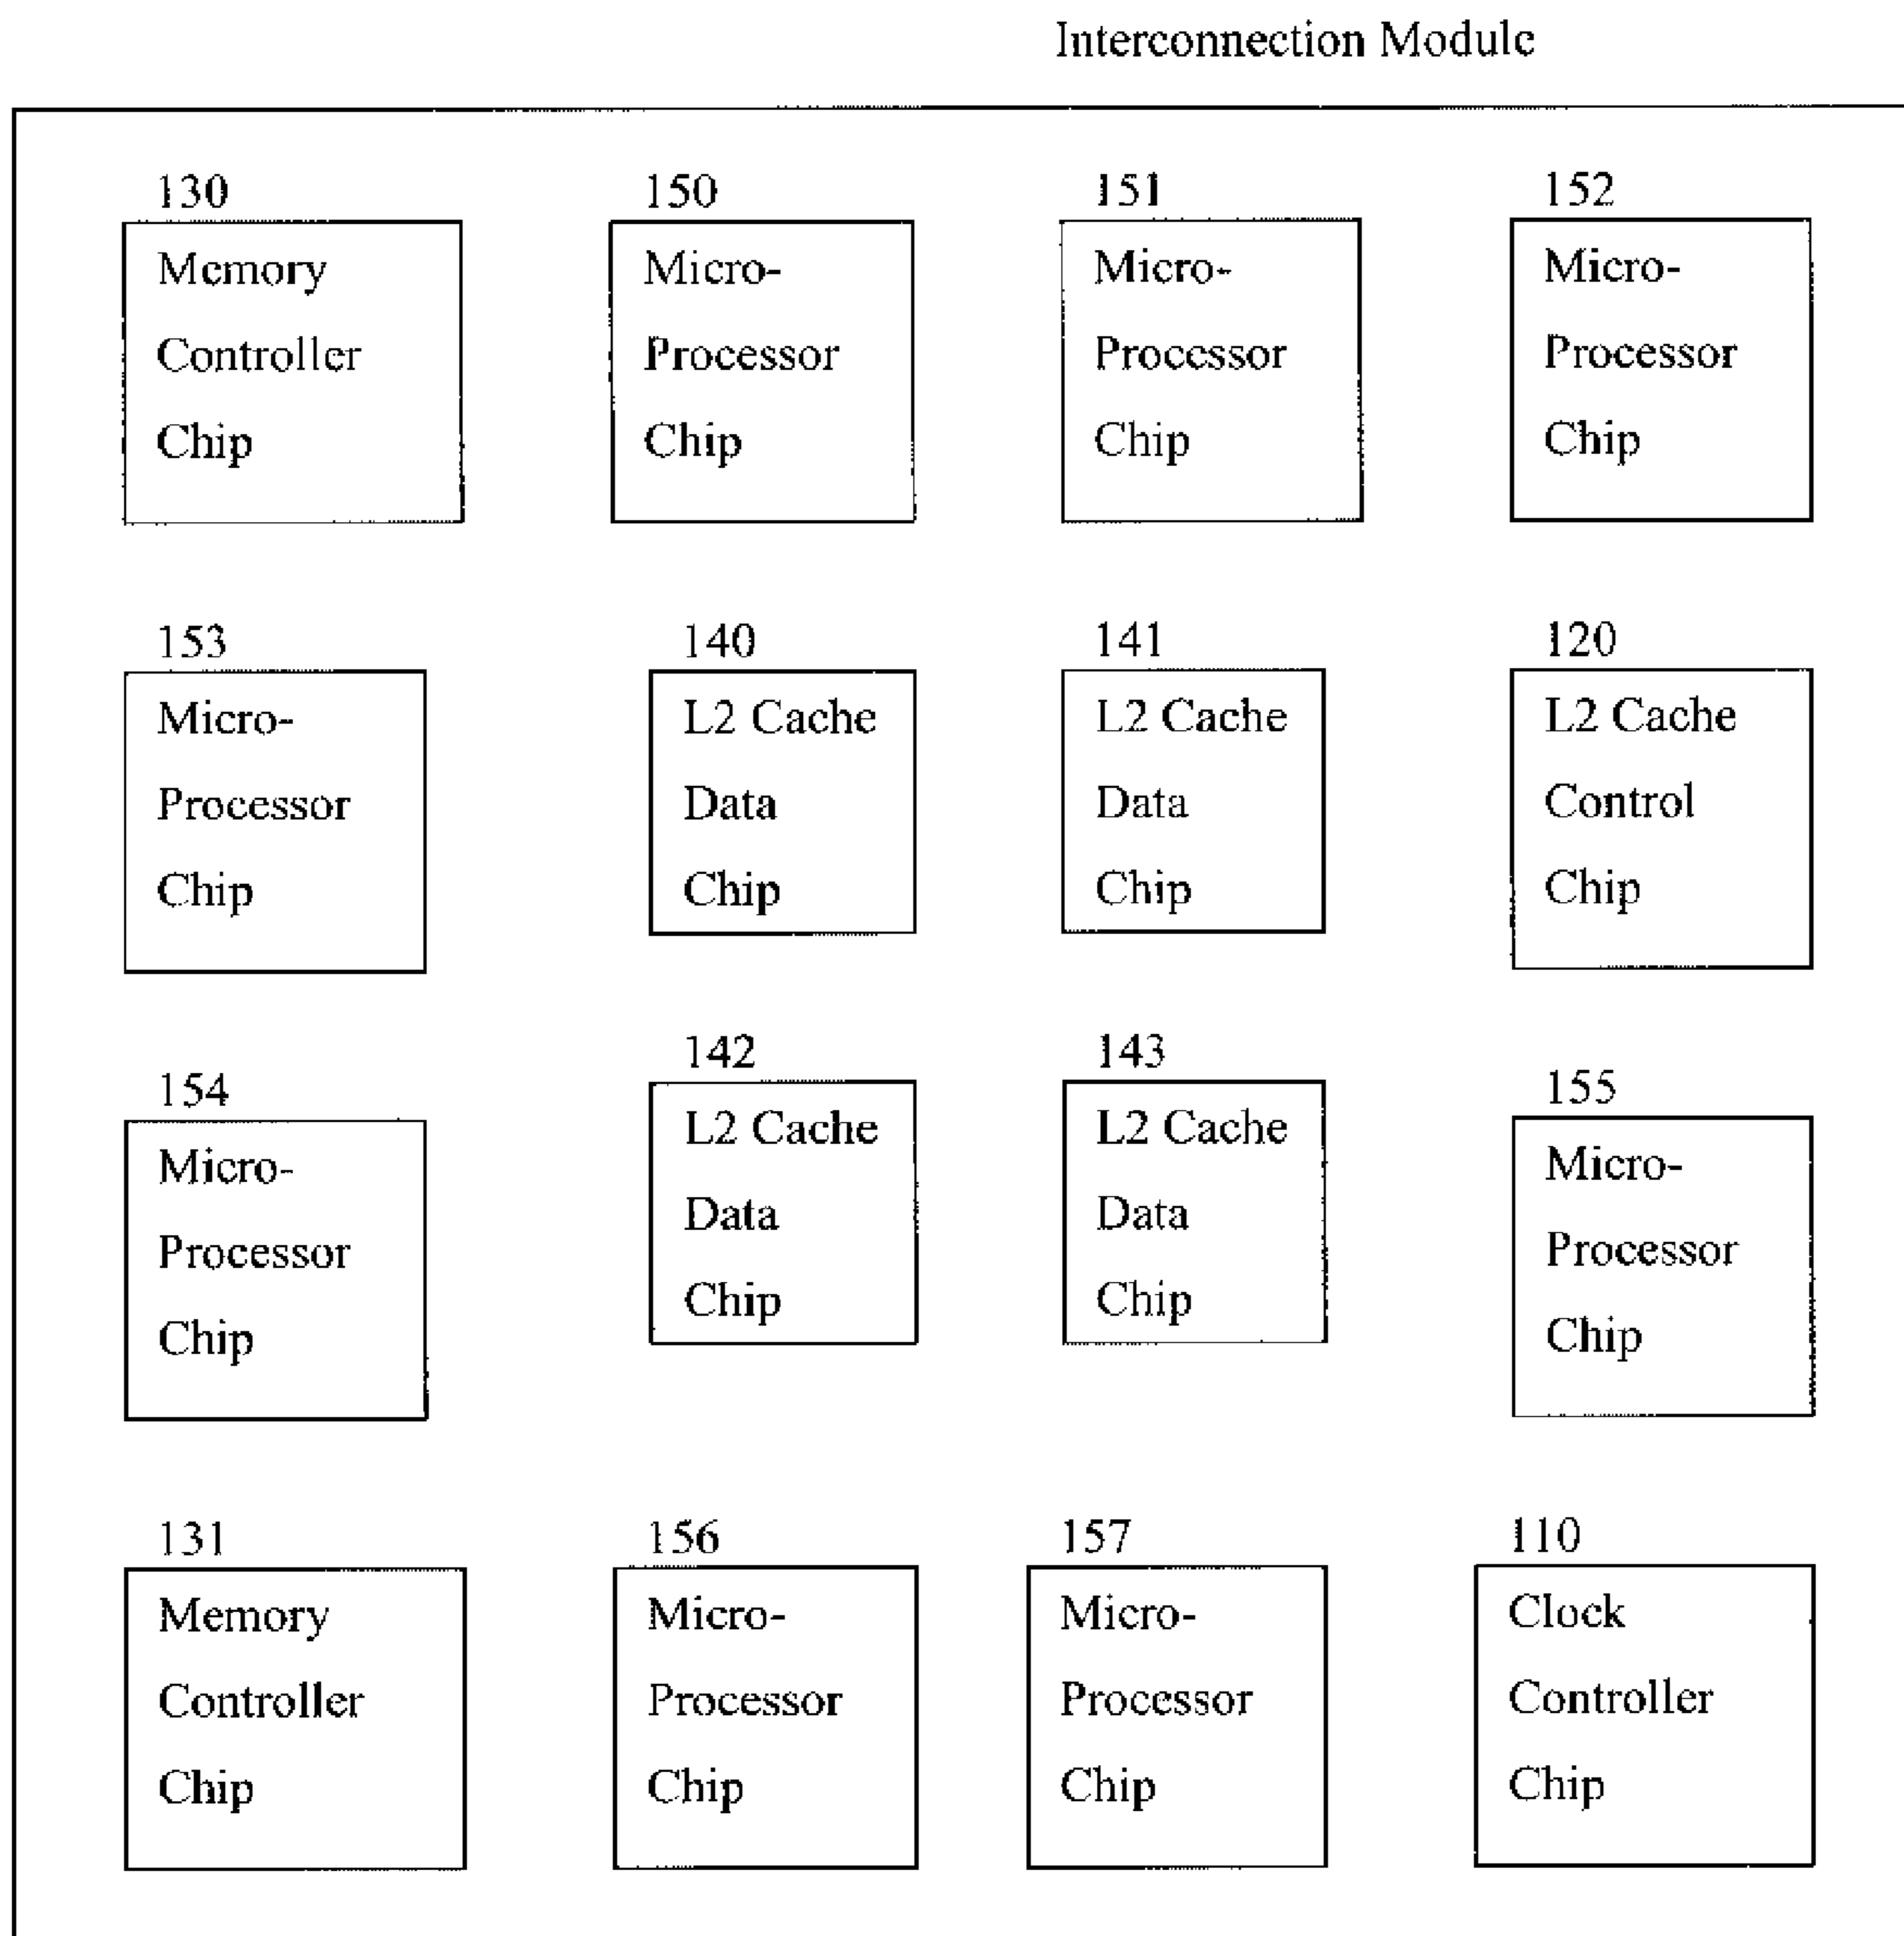 Interconnection Module
130
Memory
Controller
Chip
150
Micro-
Processor
Chip
151
Micro-
Processor
Chip
152
Micro-
Processor
Chip
153
Micro-
Processor
Chip
140
L2 Cache
Data
Chip
141
L2 Cache
Data
Chip
120
L2 Cache
Control
Chip
154
Micro-
Processor
Chip
142
L2 Cache
Data
Chip
143
L2 Cache
Data
Chip
155
Micro-
Processor
Chip
131
Memory
Controller
Chip
156
Micro-
Processor
Chip
157
Micro-
Processor
Chip
110
Clock
Controller
Chip